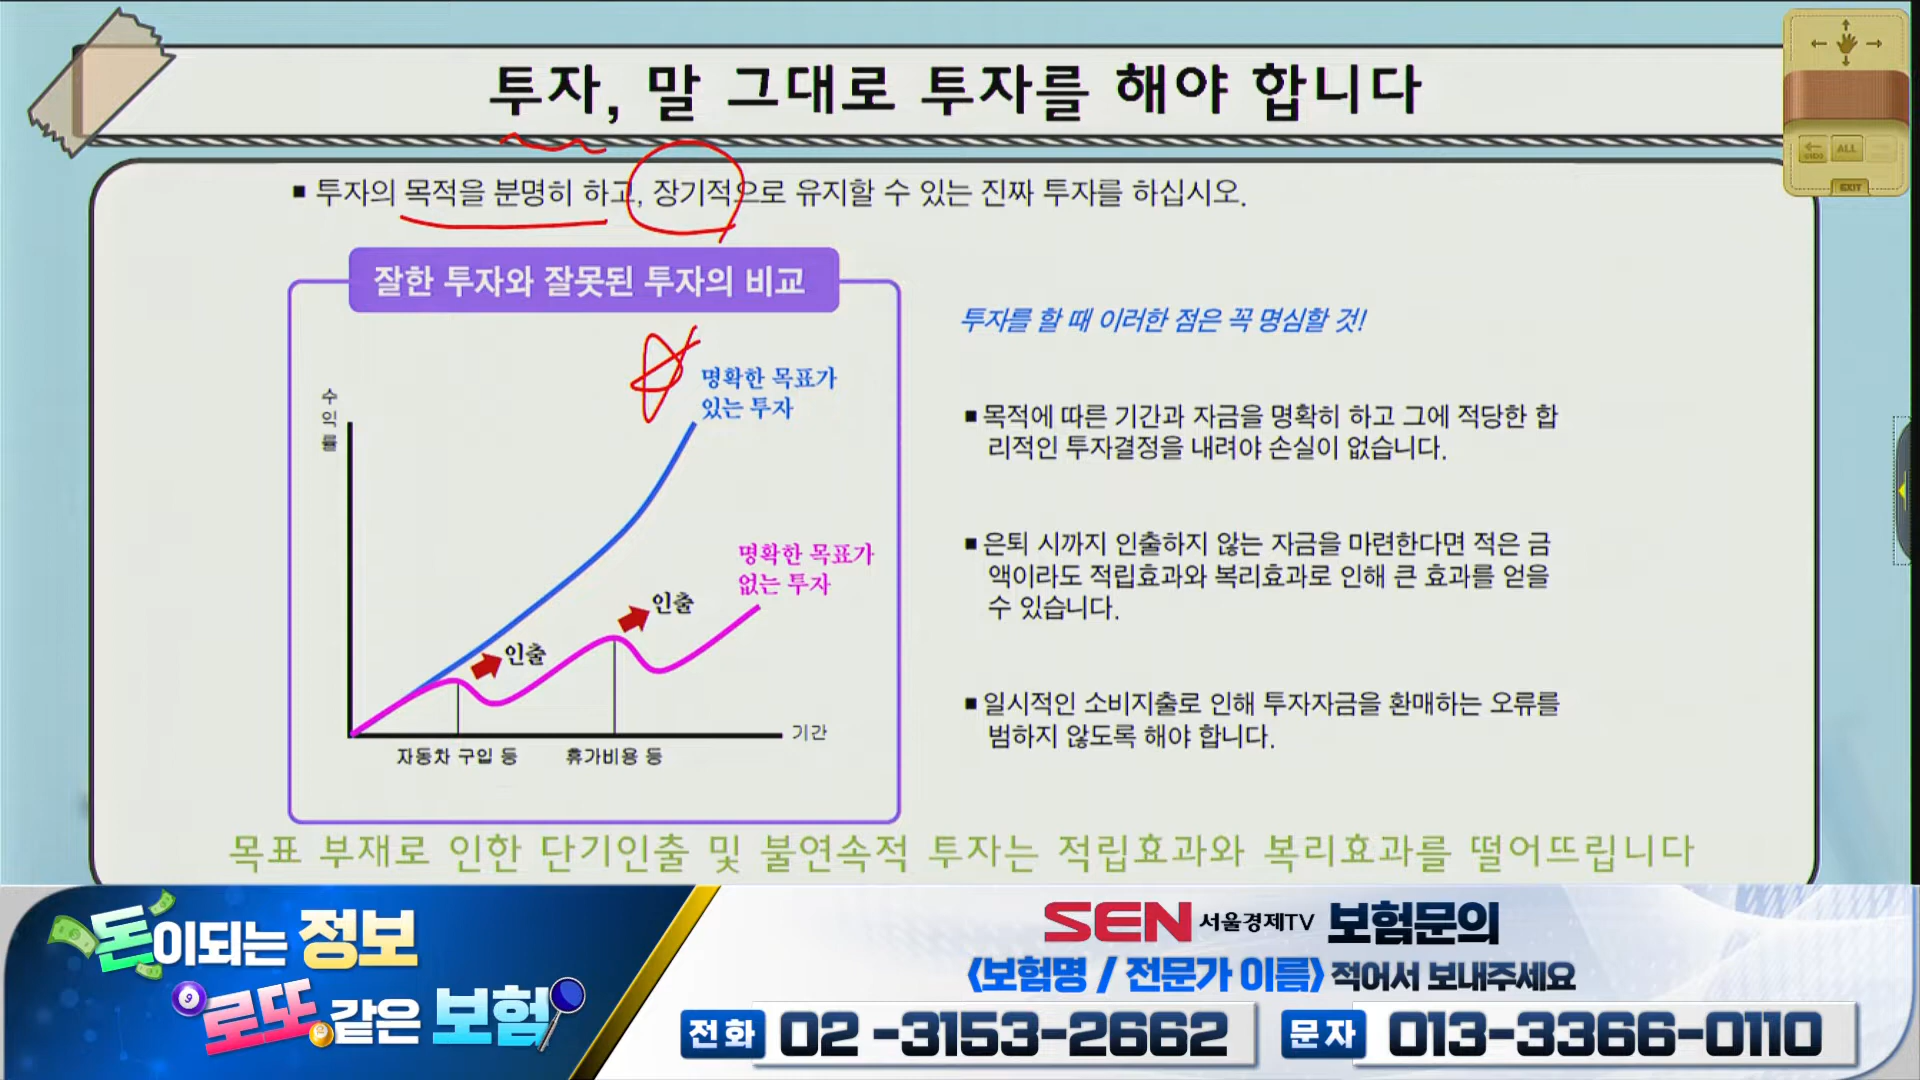 투자, 말 그대로 투자를 해야 합니다
■ 투자의 목적을 분명히 하고, 장기적으로 유지할 수 있는 진짜 투자를 하십시오.
잘한 투자와 잘못된 투자의 비교
수익률
명확한 목표가
있는 투자
명확한 목표가
없는 투자
인출
인출
기간
자동차 구입 등
휴가비용 등
투자를 할 때 이러한 점은 꼭 명심할 것!
■ 목적에 따른 기간과 자금을 명확히 하고 그에 적당한 합
리적인 투자결정을 내려야 손실이 없습니다.
■ 은퇴 시까지 인출하지 않는 자금을 마련한다면 적은 금
액이라도 적립효과와 복리효과로 인해 큰 효과를 얻을
수 있습니다.
■ 일시적인 소비지출로 인해 투자자금을 환매하는 오류를
범하지 않도록 해야 합니다.
목표 부재로 인한 단기인출 및 불연속적 투자는 적립효과와 복리효과를 떨어뜨립니다
ALL
EXIT
돈이되는 정보
9
로또같은 보험
SEN 서울경제TV 보험문의
<보험명 / 전문가 이름> 적어서 보내주세요
전화 02-3153-2662
문자 013-3366-0110